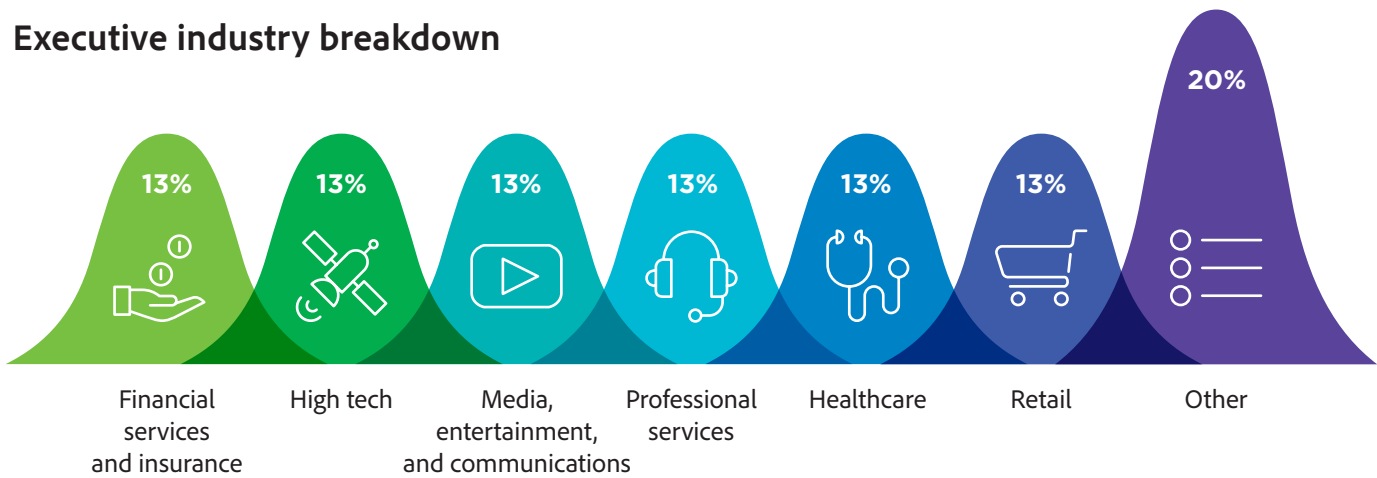 Executive industry breakdown
20%
13%
13%
13%
13%
13%
13%
Financial
services
and insurance
High tech
Media,
entertainment,
and communications
Professional
services
Healthcare
Retail
Other